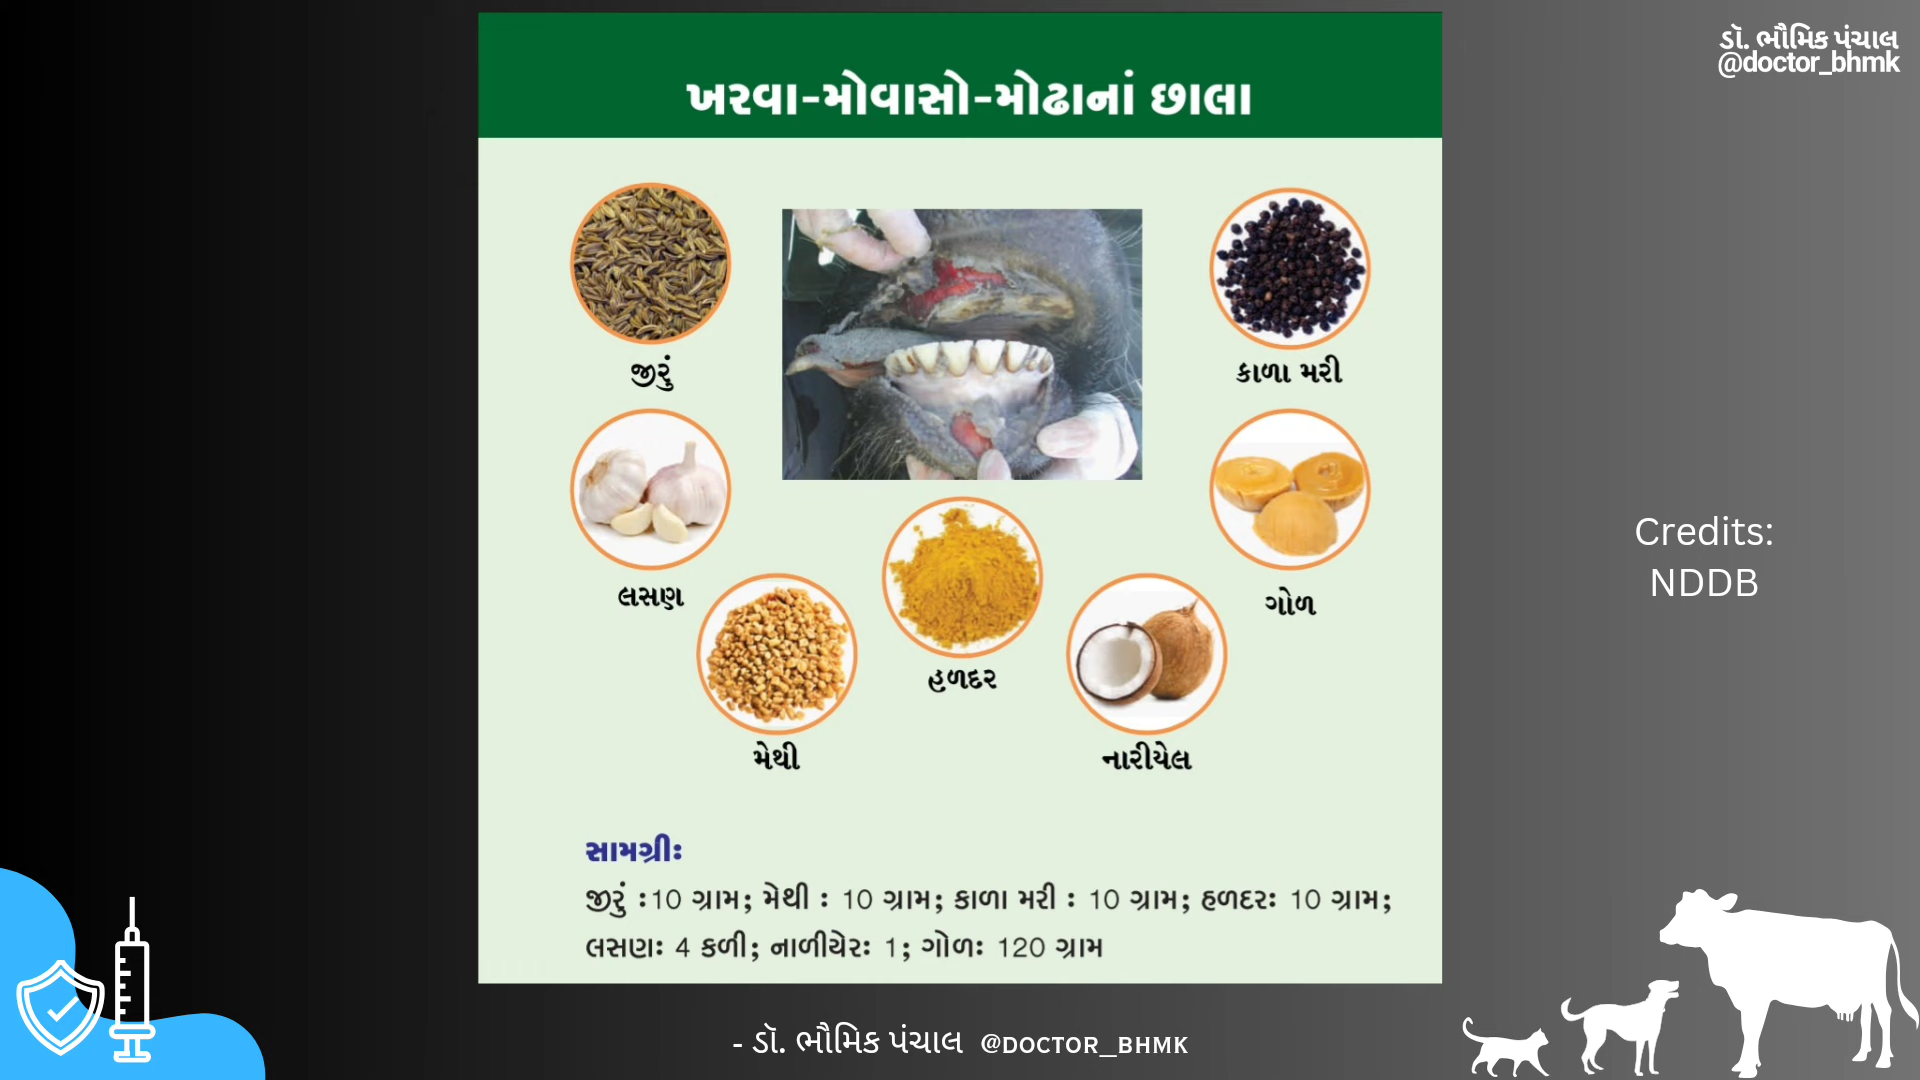 ડૉ. ભૌમિક પંચાલ
@doctor_bhmk
ખરવા-મોવાસો-મોઢાનાં છાલા
જીરું
કાળા મરી
લસણ
ગોળ
હળદર
મેથી
નારીયેલ
Credits:
NDDB
સામગ્રીઃ
જીરું :10 ગ્રામ; મેથી : 10 ગ્રામ; કાળા મરી : 10 ગ્રામ; હળદરઃ 10 ગ્રામ;
લસણઃ 4 કળી; નાળીયેરઃ 1; ગોળઃ 120 ગ્રામ
- ડૉ. ભૌમિક પંચાલ @DOCTOR_BHMK